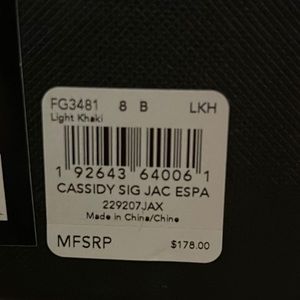 FG3481 8 B LKH
Light Khaki
1 92643 64006 1
CASSIDY SIG JAC ESPA
229207JAX
Made in China/Chine
MFSRP $178.00